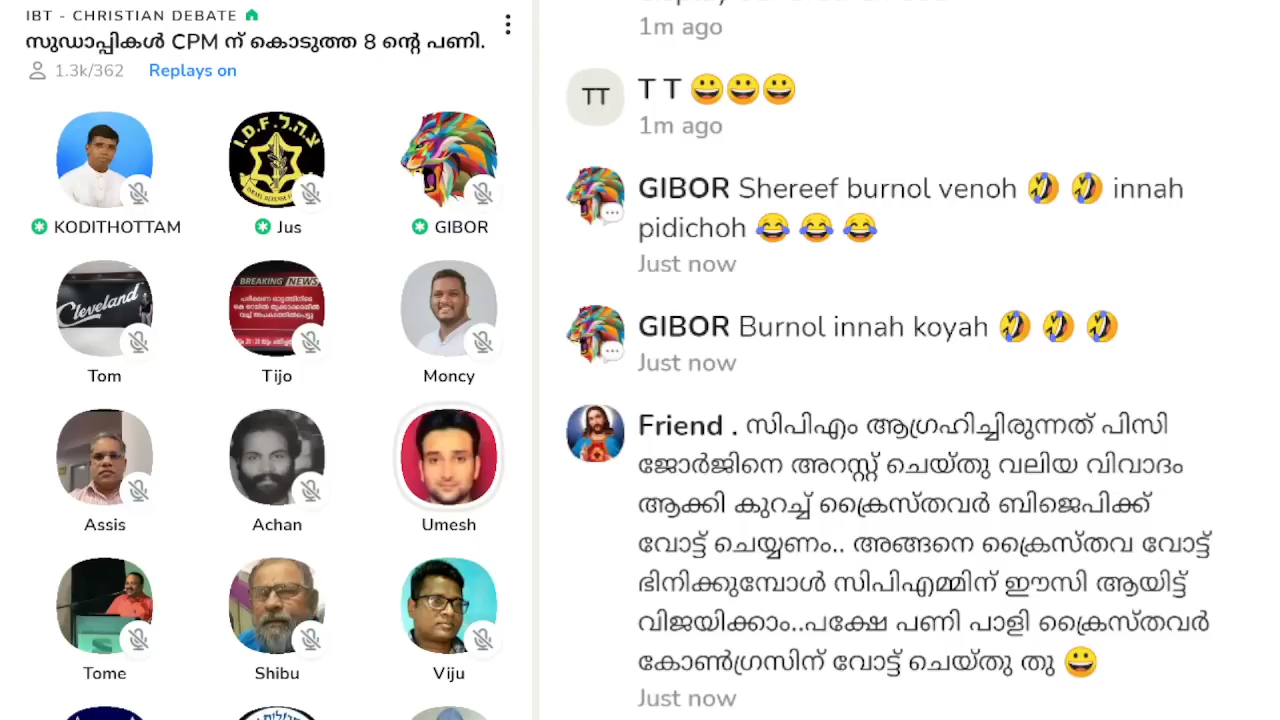 IBT - CHRISTIAN DEBATE
സുഡാപ്പികൾ CPM ന് കൊടുത്ത 8 ന്റെ പണി.
1.3k/362 Replays on
KODITHOTTAM
צ.ה.ל. I.D.F.
Jus
GIBOR
Cleveland
Tom
BREAKING NEWS
Tijo
Moncy
Assis
Achan
Umesh
Tome
Shibu
Viju
1m ago
TT
T T 😀😀😀
1m ago
GIBOR Shereef burnol venoh 🤣 🤣 innah
pidichoh 😂 😂 😂
Just now
GIBOR Burnol innah koyah 🤣 🤣 🤣
Just now
Friend . സിപിഎം ആഗ്രഹിച്ചിരുന്നത് പിസി
ജോർജിനെ അറസ്റ്റ് ചെയ്തു വലിയ വിവാദം
ആക്കി കുറച്ച് ക്രൈസ്തവർ ബിജെപിക്ക്
വോട്ട് ചെയ്യണം.. അങ്ങനെ ക്രൈസ്തവ വോട്ട്
ഭിനിക്കുമ്പോൾ സിപിഎമ്മിന് ഈസി ആയിട്ട്
വിജയിക്കാം..പക്ഷേ പണി പാളി ക്രൈസ്തവർ
കോൺഗ്രസിന് വോട്ട് ചെയ്തു തു 😀
Just now